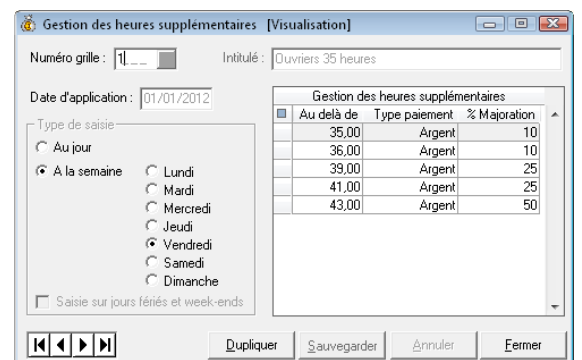 Gestion des heures supplémentaires [Visualisation]
Numéro grille : 1__ Intitulé : Ouvriers 35 heures
Date d'application : 01/01/2012
Type de saisie
Au jour
A la semaine
Lundi
Mardi
Mercredi
Jeudi
Vendredi
Samedi
Dimanche
Saisie sur jours fériés et week-ends
Gestion des heures supplémentaires
Au delà de Type paiement % Majoration
35,00 Argent 10
36,00 Argent 10
39,00 Argent 25
41,00 Argent 25
43,00 Argent 50
Dupliquer Sauvegarder Annuler Fermer